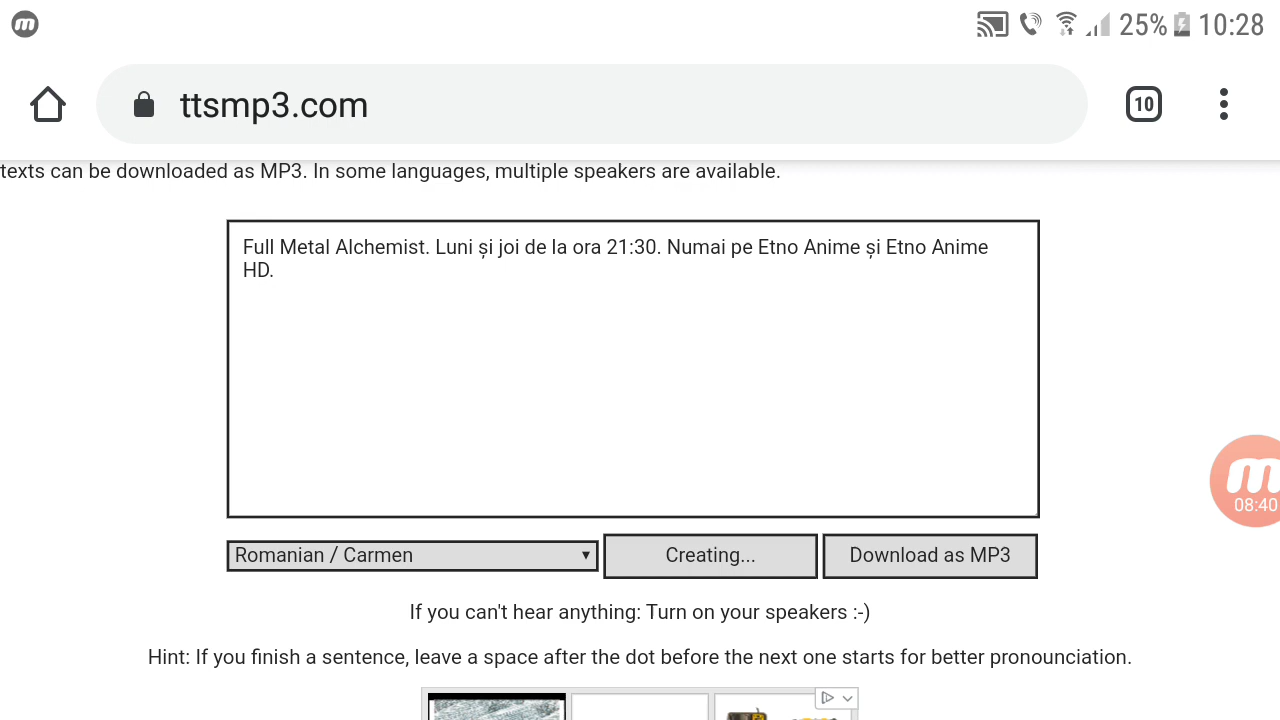 25% 10:28
ttsmp3.com
10
texts can be downloaded as MP3. In some languages, multiple speakers are available.
Full Metal Alchemist. Luni și joi de la ora 21:30. Numai pe Etno Anime și Etno Anime
HD.
08:40
Romanian / Carmen
Creating...
Download as MP3
If you can't hear anything: Turn on your speakers :-)
Hint: If you finish a sentence, leave a space after the dot before the next one starts for better pronounciation.